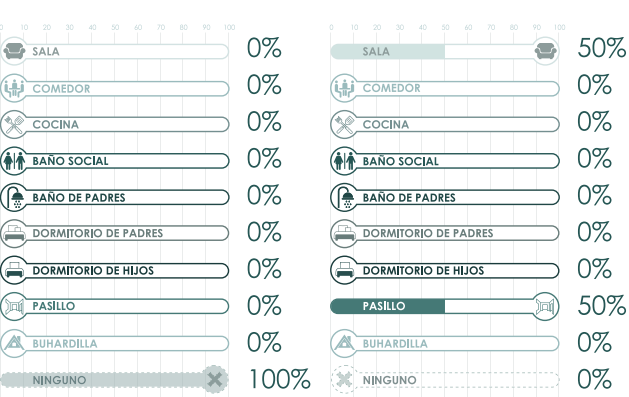 0 10 20 30 40 50 60 70 80 90 100
SALA 0%
COMEDOR 0%
COCINA 0%
BAÑO SOCIAL 0%
BAÑO DE PADRES 0%
DORMITORIO DE PADRES 0%
DORMITORIO DE HIJOS 0%
PASILLO 0%
BUHARDILLA 0%
NINGUNO 100%
0 10 20 30 40 50 60 70 80 90 100
SALA 50%
COMEDOR 0%
COCINA 0%
BAÑO SOCIAL 0%
BAÑO DE PADRES 0%
DORMITORIO DE PADRES 0%
DORMITORIO DE HIJOS 0%
PASILLO 50%
BUHARDILLA 0%
NINGUNO 0%